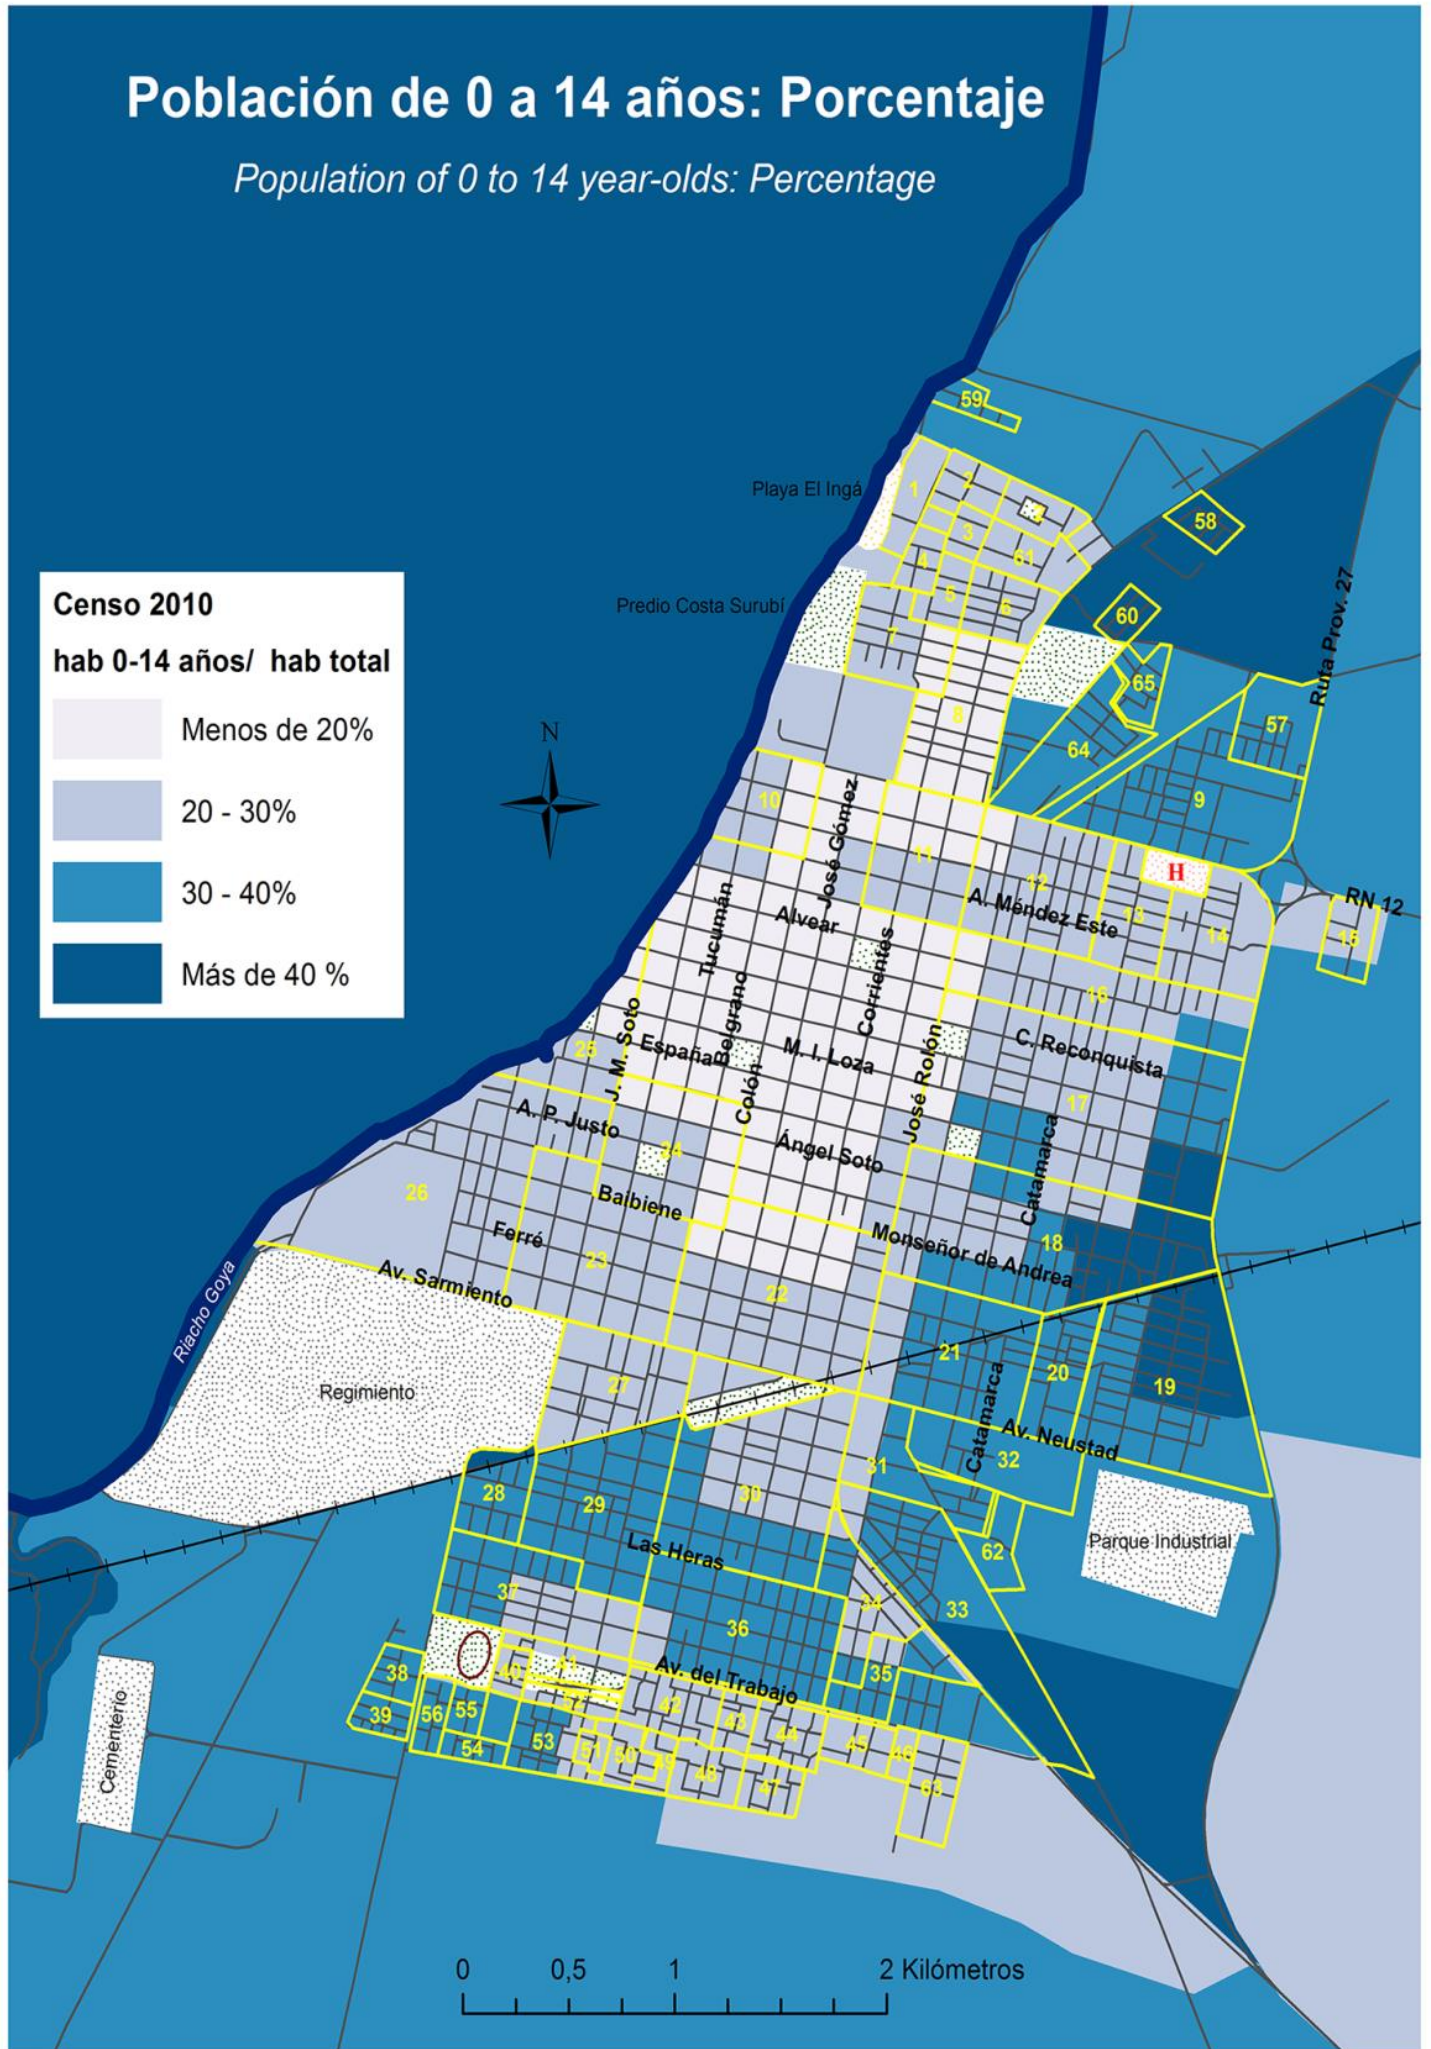 Población de 0 a 14 años: Porcentaje
Population of 0 to 14 year-olds: Percentage
59
Playa El Ingá
1
2
3
61
58
4
Predio Costa Surubí
5
6
7
60
Ruta Prov. 27
65
57
8
64
Censo 2010
hab 0-14 años/ hab total
Menos de 20%
20 - 30%
30 - 40%
Más de 40 %
N
10
José Gómez
9
11
12
H
13
14
RN 12
15
A. Méndez Este
Alvear
Tucumán
Corrientes
Belgrano
16
J. M. Soto
España
M. I. Loza
José Rolón
C. Reconquista
25
Colón
17
A. P. Justo
24
Ángel Soto
Catamarca
26
Baibiene
Ferré
23
Monseñor de Andrea
18
Av. Sarmiento
22
Riacho Goya
Regimiento
27
21
20
19
Catamarca
Av. Neustad
32
31
28
29
30
Las Heras
62
Parque Industrial
37
36
34
33
38
40
41
Av. del Trabajo
35
39
56
55
52
42
43
44
45
46
54
53
51
50
49
48
47
63
Cementerio
0 0,5 1 2 Kilómetros